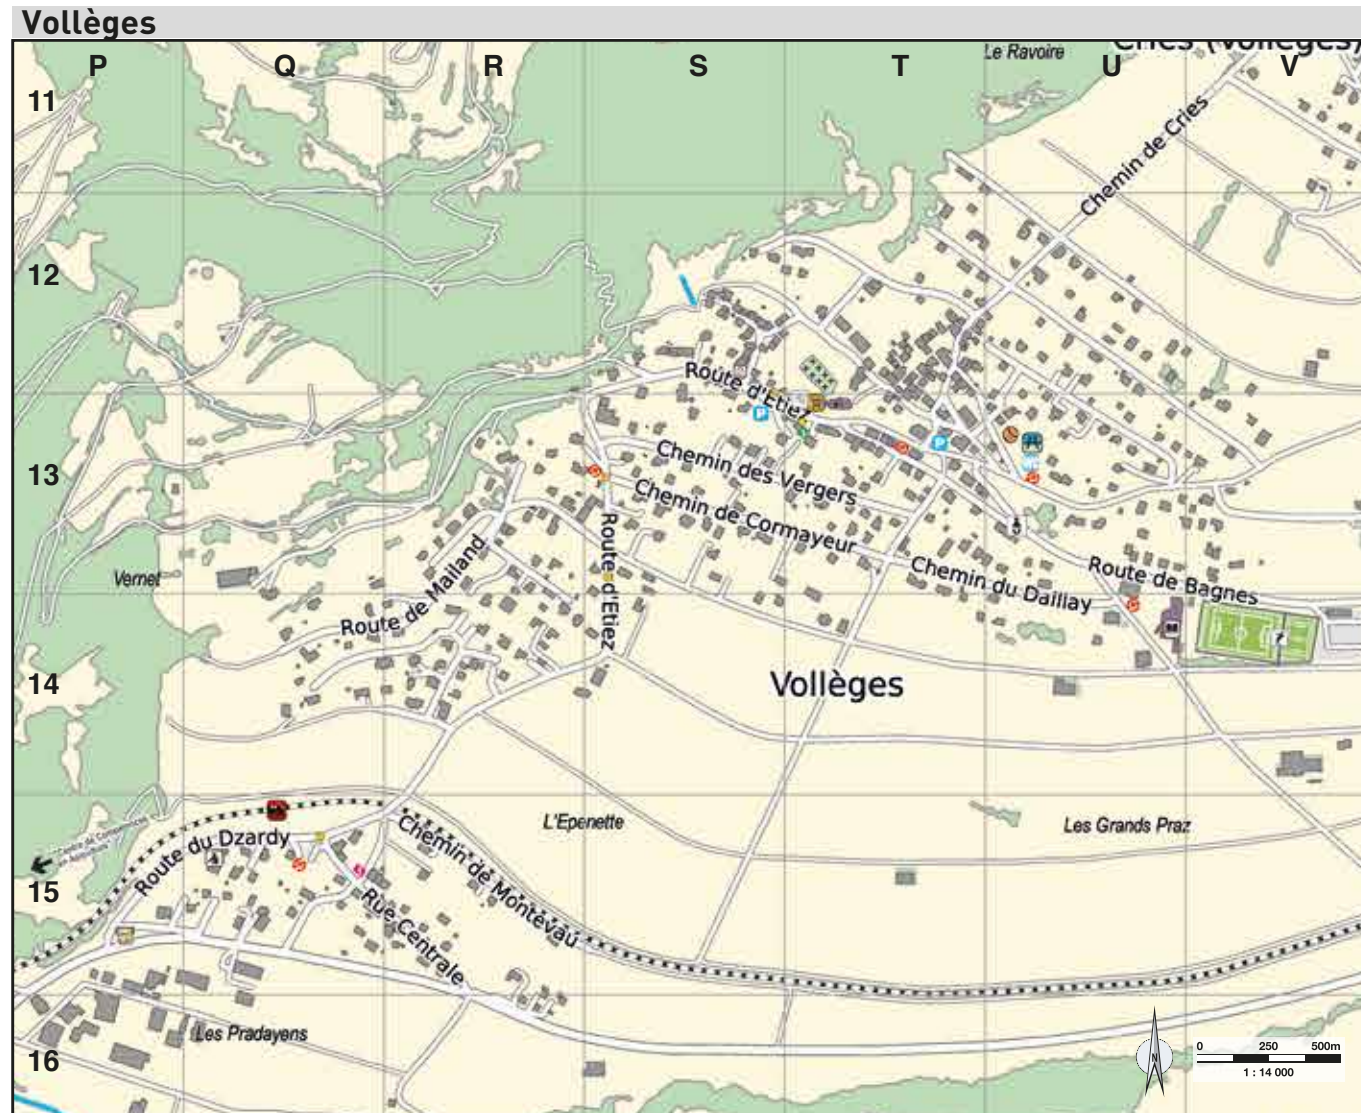 Vollèges
P Q R S T U V
Le Ravoire
Cries (Vollèges)
11
Chemin de Cries
12
Route d'Etiez
P
P
13
Chemin des Vergers
Chemin de Cormayeur
Route d'Etiez
Route de Mailand
Vernet
Chemin du Daillay
Route de Bagnes
14
Vollèges
L'Epenette
Les Grands Praz
Route du Dzardy
Chemin de Montévau
15
Rue Centrale
Les Pradayens
16
N
0 250 500m
1 : 14 000